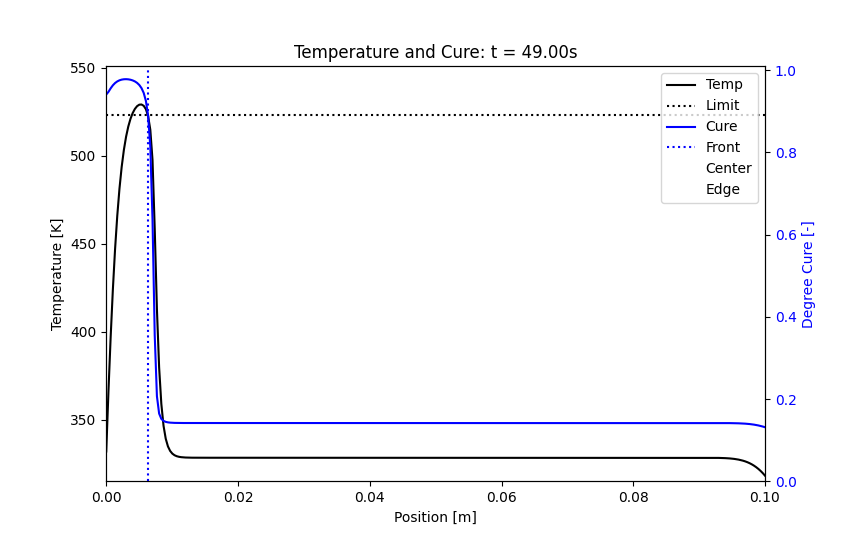 Temperature and Cure: t = 49.00s
550
500
450
400
350
Temperature [K]
1.0
0.8
0.6
0.4
0.2
0.0
Degree Cure [-]
Temp
Limit
Cure
Front
Center
Edge
0.00 0.02 0.04 0.06 0.08 0.10
Position [m]